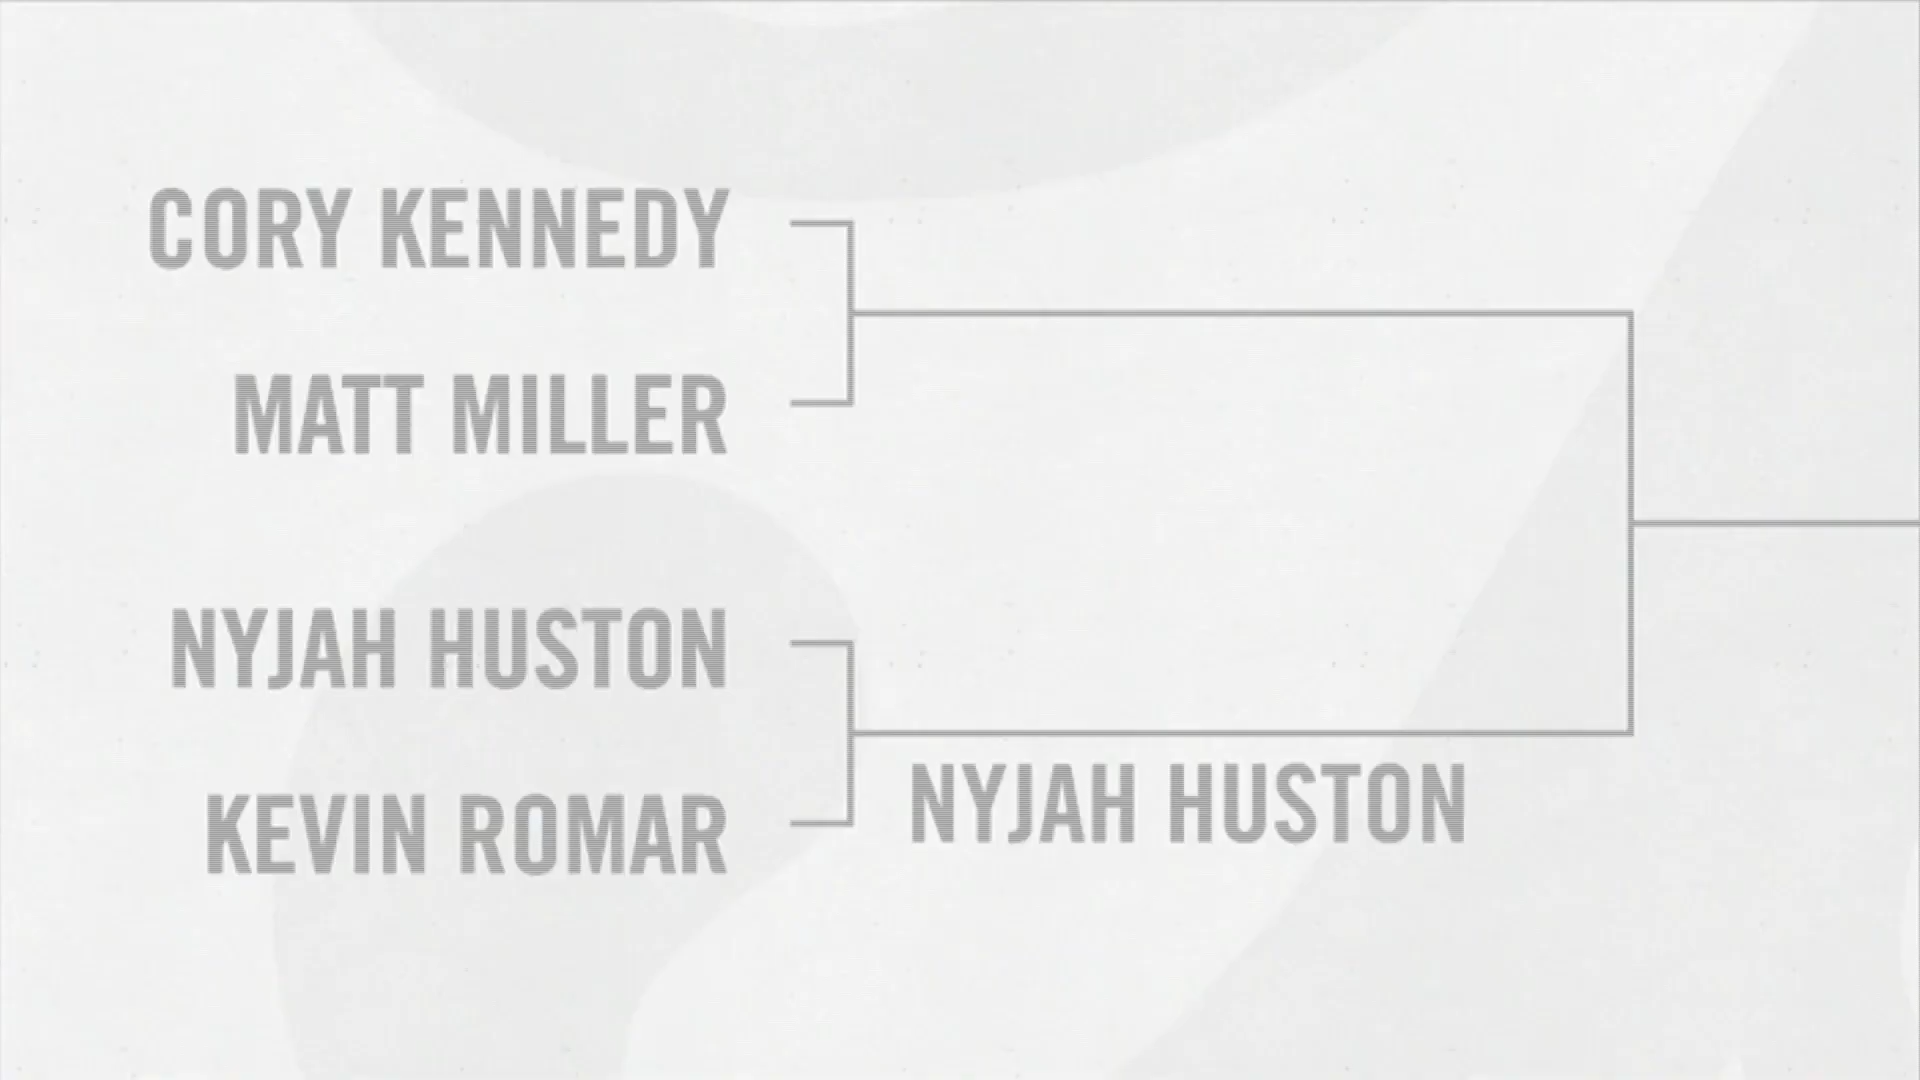 CORY KENNEDY
MATT MILLER
NYJAH HUSTON
KEVIN ROMAR
NYJAH HUSTON